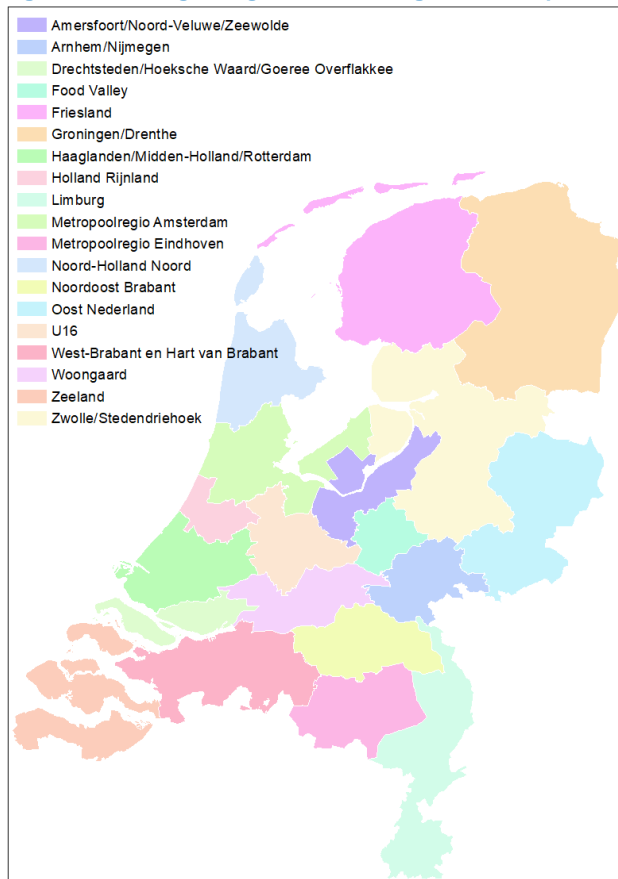 Amersfoort/Noord-Veluwe/Zeewolde
Arnhem/Nijmegen
Drechtsteden/Hoeksche Waard/Goeree Overflakkee
Food Valley
Friesland
Groningen/Drenthe
Haaglanden/Midden-Holland/Rotterdam
Holland Rijnland
Limburg
Metropoolregio Amsterdam
Metropoolregio Eindhoven
Noord-Holland Noord
Noordoost Brabant
Oost Nederland
U16
West-Brabant en Hart van Brabant
Woongaard
Zeeland
Zwolle/Stedendriehoek